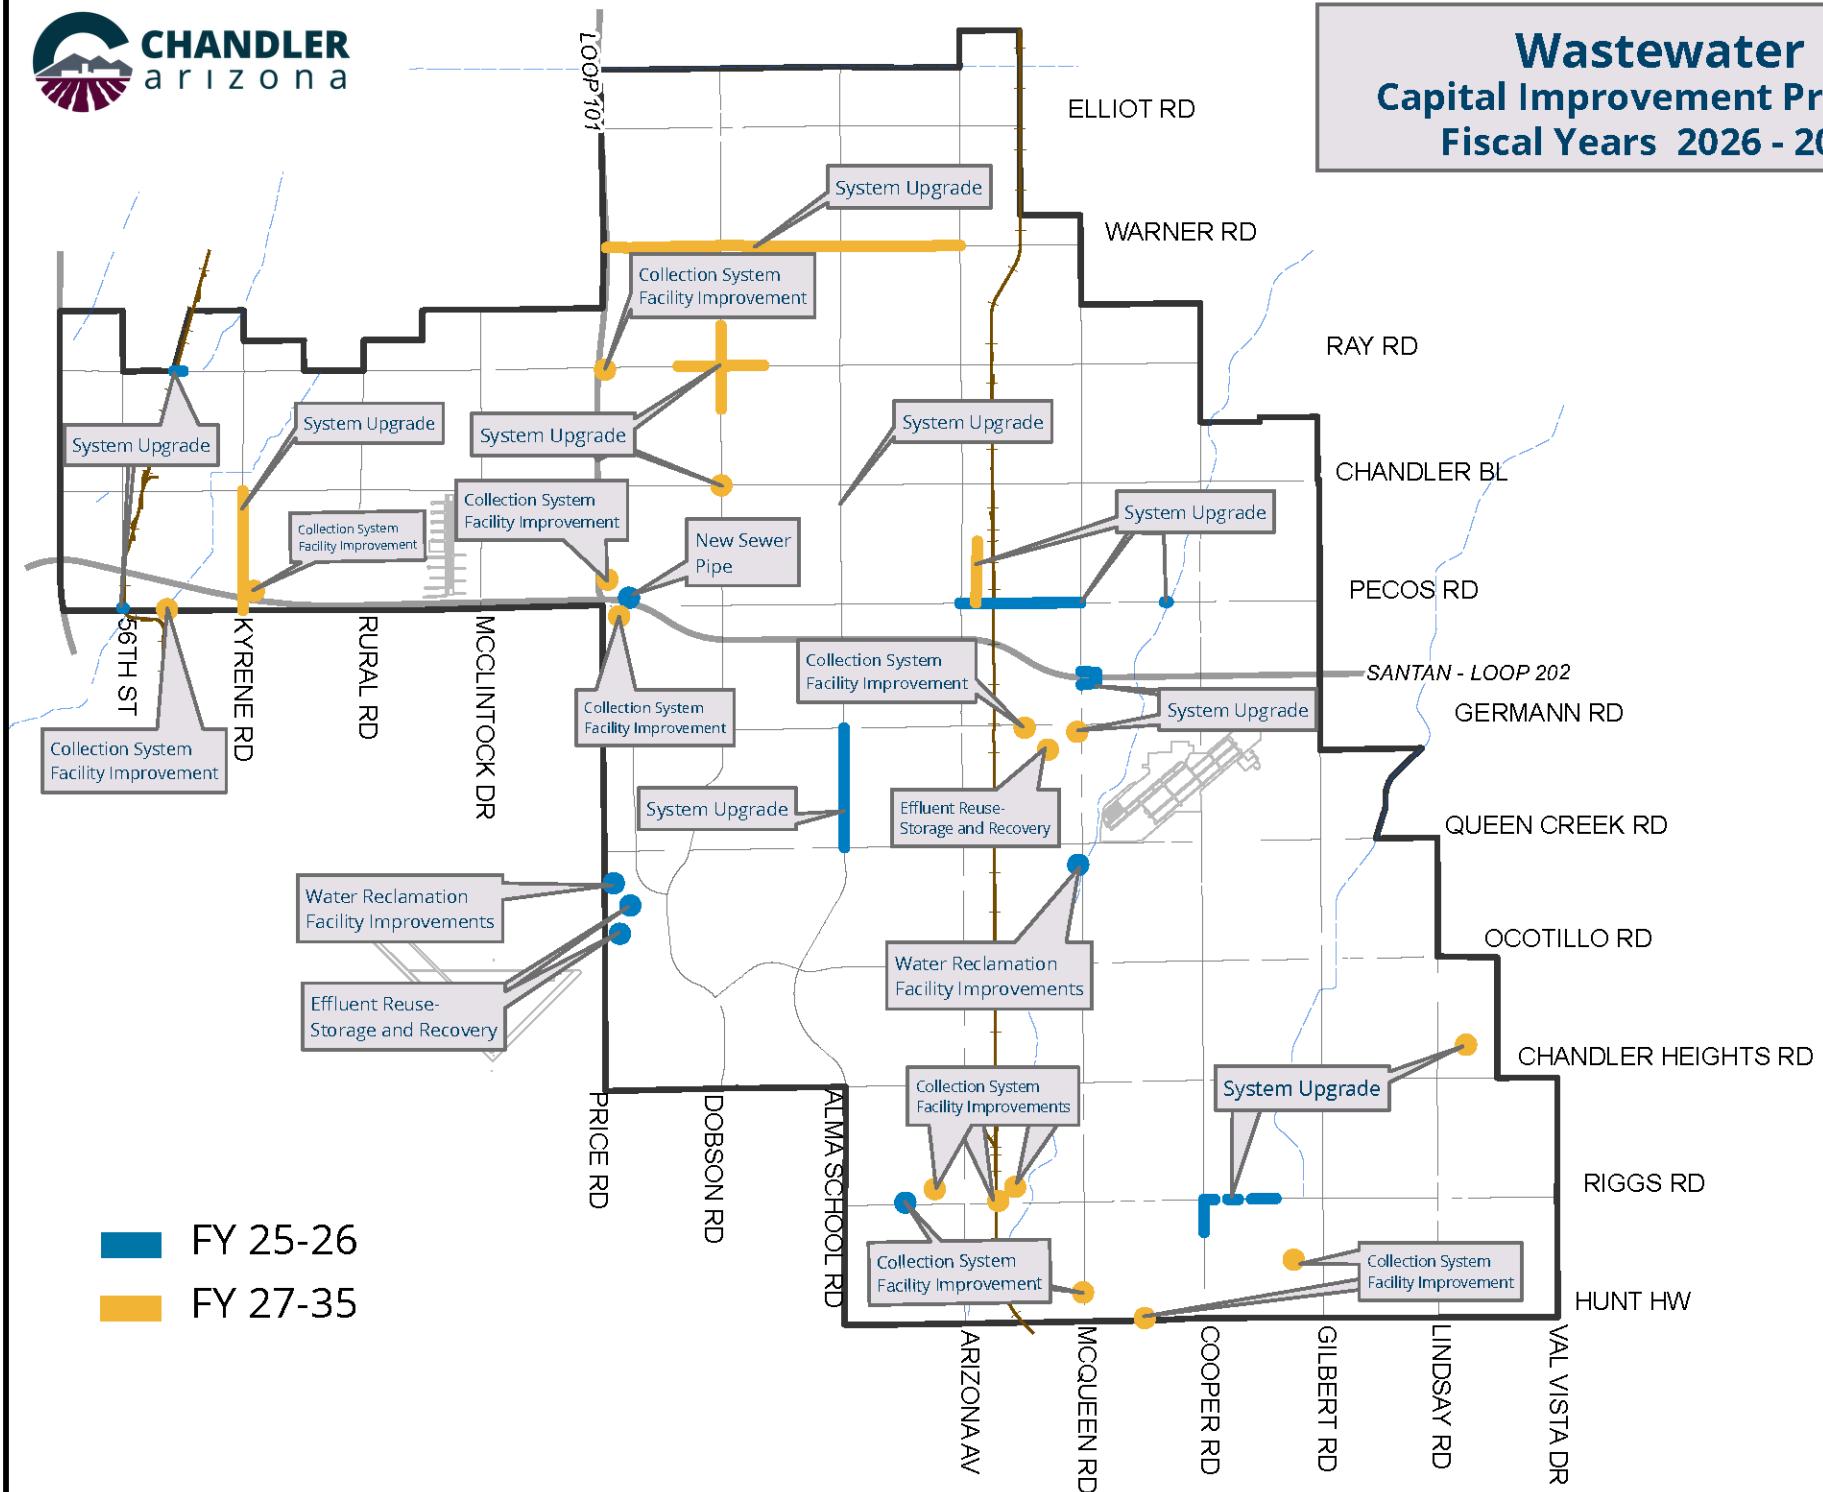 CHANDLER
arizona
Wastewater
Capital Improvement Pr
Fiscal Years 2026 - 20
LOOP 101
ELLIOT RD
System Upgrade
WARNER RD
Collection System
Facility Improvement
RAY RD
System Upgrade
System Upgrade
System Upgrade
System Upgrade
CHANDLER BL
Collection System
Facility Improvement
Collection System
Facility Improvement
New Sewer
Pipe
System Upgrade
PECOS RD
56TH ST
KYRENE RD
RURAL RD
MCCLINTOCK DR
Collection System
Facility Improvement
SANTAN - LOOP 202
Collection System
Facility Improvement
System Upgrade
GERMANN RD
Collection System
Facility Improvement
System Upgrade
Effluent Reuse-
Storage and Recovery
QUEEN CREEK RD
Water Reclamation
Facility Improvements
OCOTILLO RD
Water Reclamation
Facility Improvements
Effluent Reuse-
Storage and Recovery
CHANDLER HEIGHTS RD
Collection System
Facility Improvements
System Upgrade
PRICE RD
DOBSON RD
ALMA SCHOOL RD
RIGGS RD
FY 25-26
Collection System
Facility Improvement
Collection System
Facility Improvement
FY 27-35
HUNT HW
ARIZONA AV
MCQUEEN RD
COOPER RD
GILBERT RD
LINDSAY RD
VAL VISTA DR